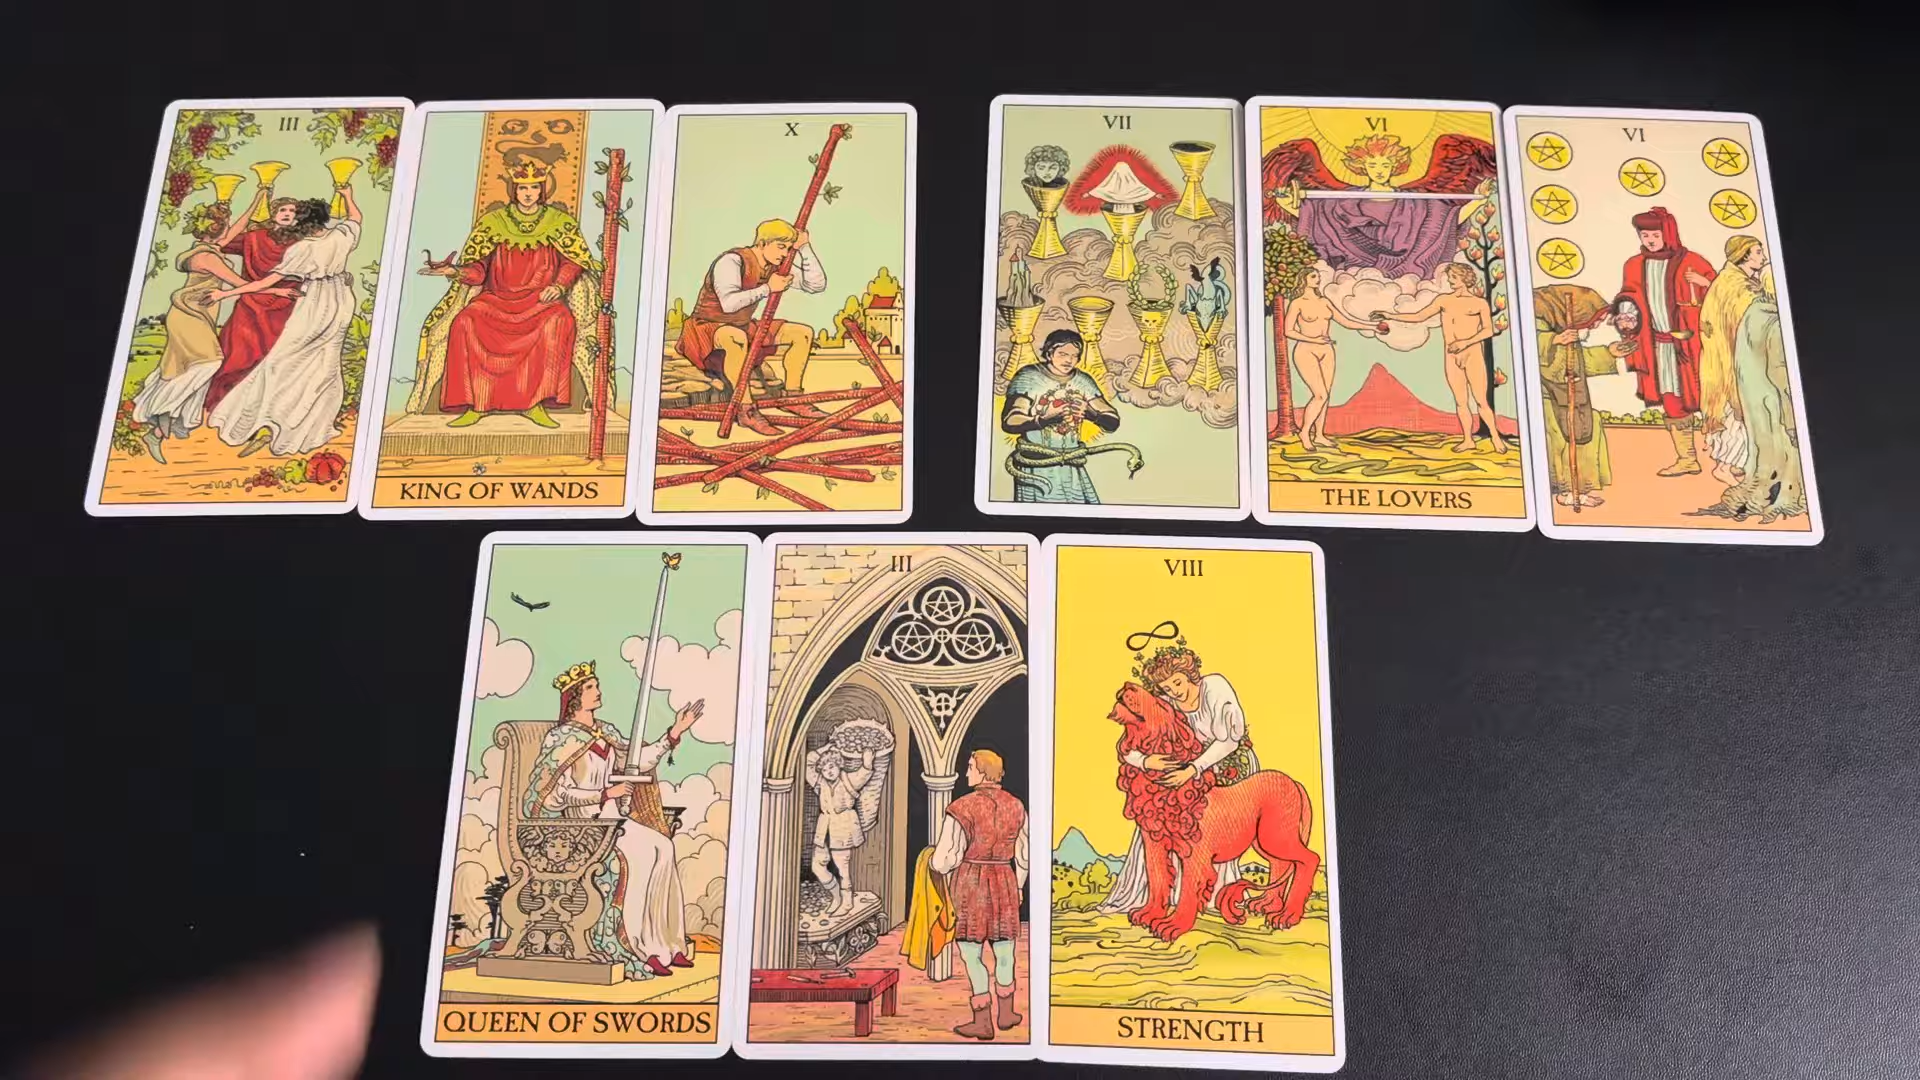 III
KING OF WANDS
X
VII
VI
THE LOVERS
VI
QUEEN OF SWORDS
III
VIII
STRENGTH